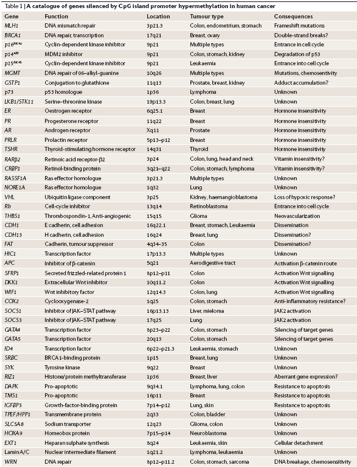 Table 1 | A catalogue of genes silenced by CpG island promoter hypermethylation in human cancer
Gene Function Location Tumour type Consequences
MLH1 DNA mismatch repair 3p21.3 Colon, endometrium, stomach Frameshift mutations
BRCA1 DNA repair, transcription 17q21 Breast, ovary Double-strand breaks?
p16INK4a Cyclin-dependent kinase inhibitor 9p21 Multiple types Entrance in cell cycle
p14ARF MDM2 inhibitor 9p21 Colon, stomach, kidney Degradation of p53
p15INK4b Cyclin-dependent kinase inhibitor 9p21 Leukaemia Entrance in cell cycle
MGMT DNA repair of 06-alkyl-guanine 10q26 Multiple types Mutations, chemosensitivity
GSTP1 Conjugation to glutathione 11q13 Prostate, breast, kidney Adduct accumulation?
p73 p53 homologue 1p36 Lymphoma Unknown
LKB1/STK11 Serine–threonine kinase 19p13.3 Colon, breast, lung Unknown
ER Oestrogen receptor 6q25.1 Breast Hormone insensitivity
PR Progesterone receptor 11q22 Breast Hormone insensitivity
AR Androgen receptor Xq11 Prostate Hormone insensitivity
PRLR Prolactin receptor 5p13–p12 Breast Hormone insensitivity
TSHR Thyroid-stimulating hormone receptor 14q31 Thyroid Hormone insensitivity
RARβ2 Retinoic acid receptor-β2 3p24 Colon, lung, head and neck Vitamin insensitivity?
CRBP1 Retinol-binding protein 3q21–q22 Colon, stomach, lymphoma Vitamin insensitivity?
RASSF1A Ras effector homologue 3p21.3 Multiple types Unknown
NORE1A Ras effector homologue 1q32 Lung Unknown
VHL Ubiquitin ligase component 3p25 Kidney, haemangioblastoma Loss of hypoxic response?
Rb Cell-cycle inhibitor 13q14 Retinoblastoma Entrance into cell cycle
THBS1 Thrombospondin-1, Anti-angiogenic 15q15 Glioma Neovascularization
CDH1 E cadherin, cell adhesion 16q22.1 Breast, stomach, Leukaemia Dissemination
CDH13 H cadherin, cell adhesion 16q24 Breast, lung Dissemination?
FAT Cadherin, tumour suppressor 4q34–35 Colon Dissemination?
HIC1 Transcription factor 17p13.3 Multiple types Unknown
APC Inhibitor of β-catenin 5q21 Aerodigestive tract Activation β-catenin route
SFRP1 Secreted frizzled-related protein 1 8p12–p11 Colon Activation Wnt signalling
DKK1 Extracellular Wnt inhibitor 10q11.2 Colon Activation Wnt signalling
WIF1 Wnt inhibitory factor 12q14.3 Colon, lung Activation Wnt signalling
COX2 Cyclooxygenase-2 1q25 Colon, stomach Anti-inflammatory resistance?
SOCS1 Inhibitor of JAK–STAT pathway 16p13.13 Liver, mieloma JAK2 activation
SOCS3 Inhibitor of JAK–STAT pathway 17q25 Lung JAK2 activation
GATA4 Transcription factor 8p23–p22 Colon, stomach Silencing of target genes
GATA5 Transcription factor 20q13 Colon, stomach Silencing of target genes
ID4 Transcription factor 6p22–p21.3 Leukaemia, stomach Unknown
SRBC BRCA1-binding protein 1p15 Breast, lung Unknown
SYK Tyrosine kinase 9q22 Breast Unknown
RIZ1 Histone/protein methyltransferase 1p36 Breast, liver Aberrant gene expression?
DAPK Pro-apoptotic 9q34.1 Lymphoma, lung, colon Resistance to apoptosis
TMS1 Pro-apoptotic 16p11 Breast Resistance to apoptosis
IGFBP3 Growth-factor-binding protein 7p14–p12 Lung, skin Resistance to apoptosis
TPEF/HPP1 Transmembrane protein 2q33 Colon, bladder Unknown
SLC5A8 Sodium transporter 12q23 Glioma, colon Unknown
HOXA9 Homeobox protein 7p15–p14 Neuroblastoma Unknown
EXT1 Heparan sulphate synthesis 8q24 Leukaemia, skin Cellular detachment
Lamin A/C Nuclear intermediate filament 1q21.2 Lymphoma, leukaemia Unknown
WRN DNA repair 8p12–p11.2 Colon, stomach, sarcoma DNA breakage, chemosensitivity